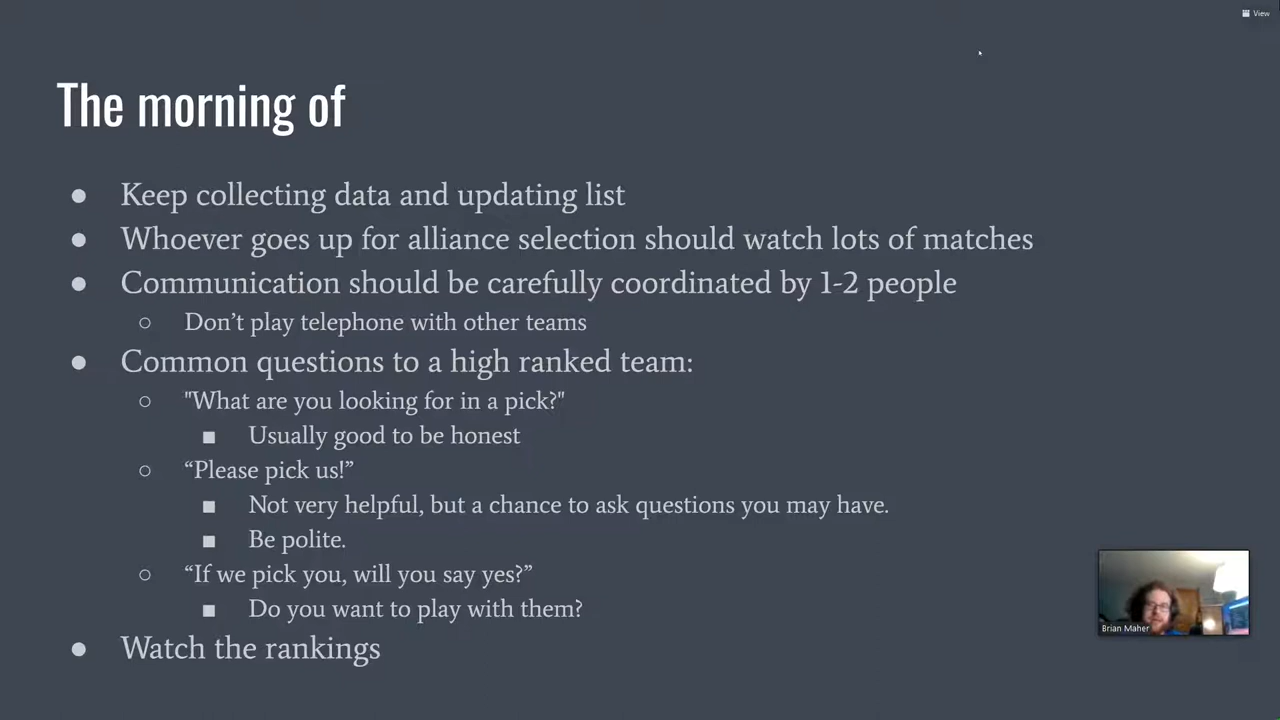 View
The morning of
● Keep collecting data and updating list
● Whoever goes up for alliance selection should watch lots of matches
● Communication should be carefully coordinated by 1-2 people
○ Don’t play telephone with other teams
● Common questions to a high ranked team:
○ "What are you looking for in a pick?"
■ Usually good to be honest
○ “Please pick us!”
■ Not very helpful, but a chance to ask questions you may have.
■ Be polite.
○ “If we pick you, will you say yes?”
■ Do you want to play with them?
● Watch the rankings
Brian Maher